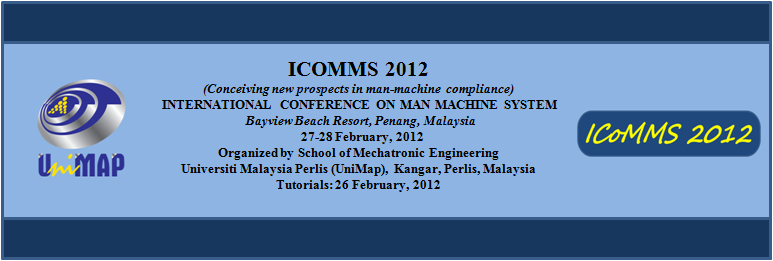 ICOMMS 2012
(Conceiving new prospects in man-machine compliance)
INTERNATIONAL CONFERENCE ON MAN MACHINE SYSTEM
Bayview Beach Resort, Penang, Malaysia
27-28 February, 2012
Organized by School of Mechatronic Engineering
Universiti Malaysia Perlis (UniMap), Kangar, Perlis, Malaysia
Tutorials: 26 February, 2012
UniMAP
ICoMMS 2012